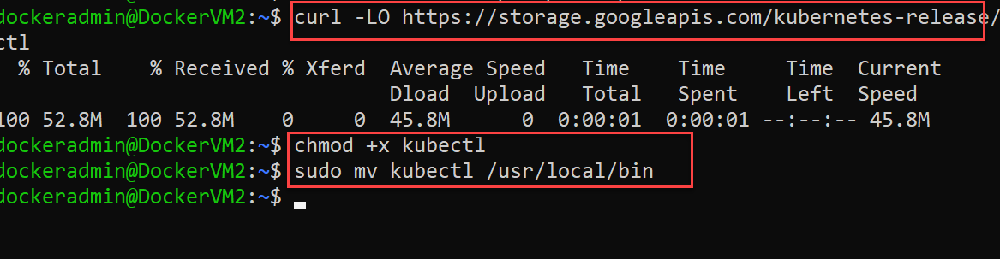 dockeradmin@DockerVM2:~$ curl -LO https://storage.googleapis.com/kubernetes-release/
ctl
% Total % Received % Xferd Average Speed Time Time Time Current
Dload Upload Total Spent Left Speed
100 52.8M 100 52.8M 0 0 45.8M 0 0:00:01 0:00:01 --:--:-- 45.8M
dockeradmin@DockerVM2:~$ chmod +x kubectl
dockeradmin@DockerVM2:~$ sudo mv kubectl /usr/local/bin
dockeradmin@DockerVM2:~$